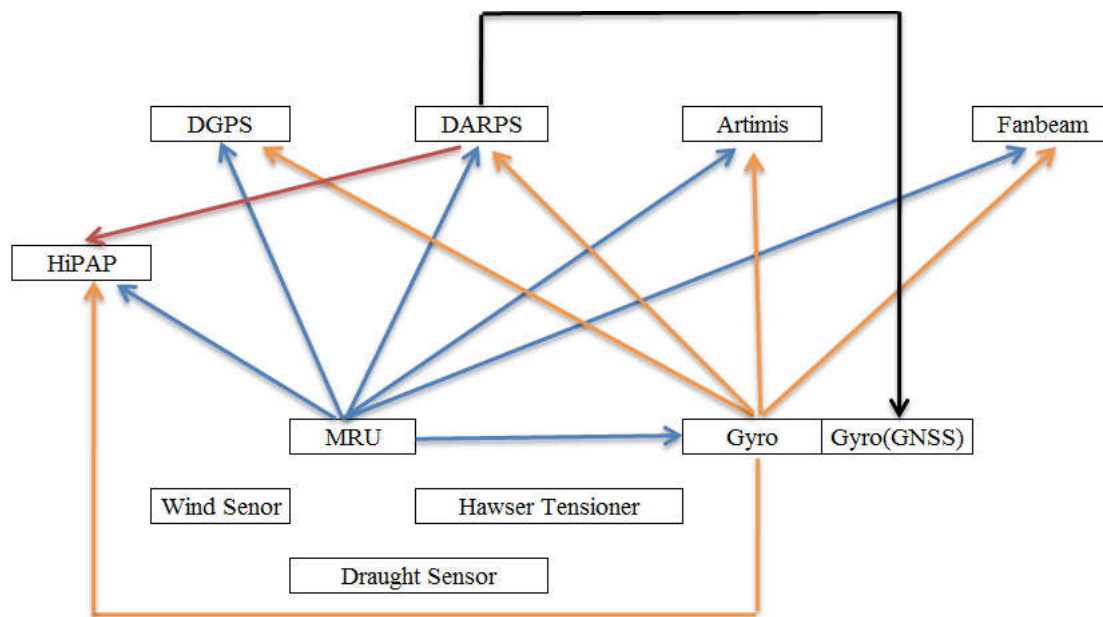 DGPS
DARPS
Artimis
Fanbeam
HiPAP
MRU
Gyro
Gyro(GNSS)
Wind Senor
Hawser Tensioner
Draught Sensor